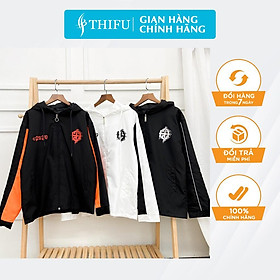 THIFU
GIAN HÀNG
CHÍNH HÃNG
ĐỔI HÀNG
TRONG 7 NGÀY
ĐỔI TRẢ
MIỄN PHÍ
100%
CHÍNH HÃNG